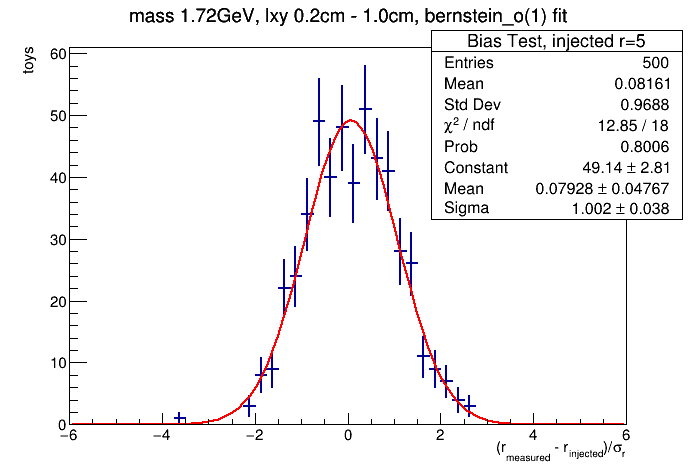 mass 1.72GeV, lxy 0.2cm - 1.0cm, bernstein_o(1) fit
Bias Test, injected r=5
Entries 500
Mean 0.08161
Std Dev 0.9688
χ² / ndf 12.85 / 18
Prob 0.8006
Constant 49.14 ± 2.81
Mean 0.07928 ± 0.04767
Sigma 1.002 ± 0.038
toys
60
50
40
30
20
10
0
−6 −4 −2 0 2 4 6
(r_measured - r_injected)/σ_r